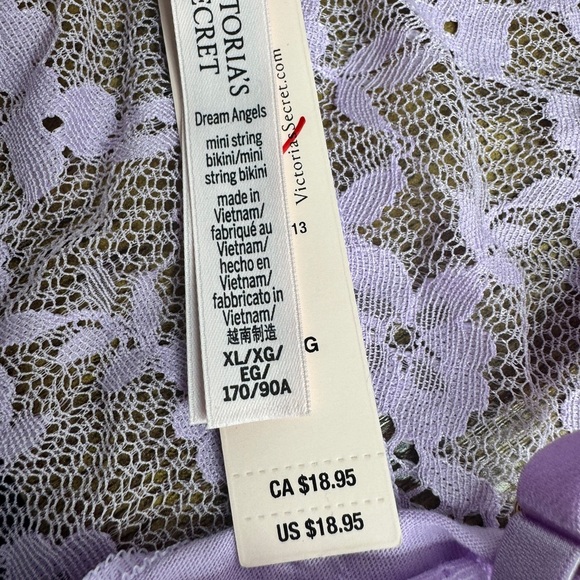 SECRET
Dream Angels
mini string
bikini/mini
string bikini
made in
Vietnam/
fabriqué au
Vietnam/
hecho en
Vietnam/
fabbricato in
Vietnam/
越南制造
XL/XG/
EG/
170/90A
VictoriasSecret.com
13
G
CA $18.95
US $18.95